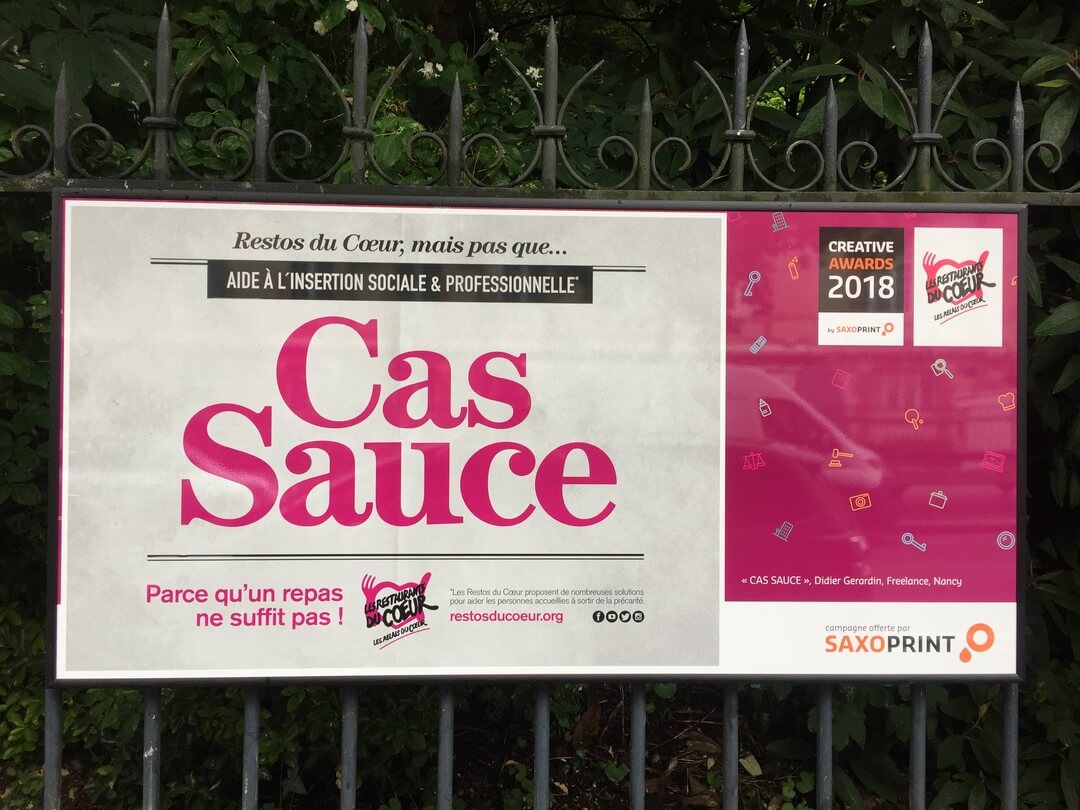 Restos du Cœur, mais pas que...
AIDE À L'INSERTION SOCIALE & PROFESSIONNELLE*
Cas
Sauce
Parce qu'un repas
ne suffit pas !
LES RESTAURANTS
DU CŒUR
LES RELAIS DU CŒUR
*Les Restos du Cœur proposent de nombreuses solutions
pour aider les personnes accueillies à sortir de la précarité.
restosducoeur.org
CREATIVE
AWARDS
2018
by SAXOPRINT
LES RESTAURANTS
DU CŒUR
LES RELAIS DU CŒUR
« CAS SAUCE », Didier Gerardin, Freelance, Nancy
campagne offerte par
SAXOPRINT